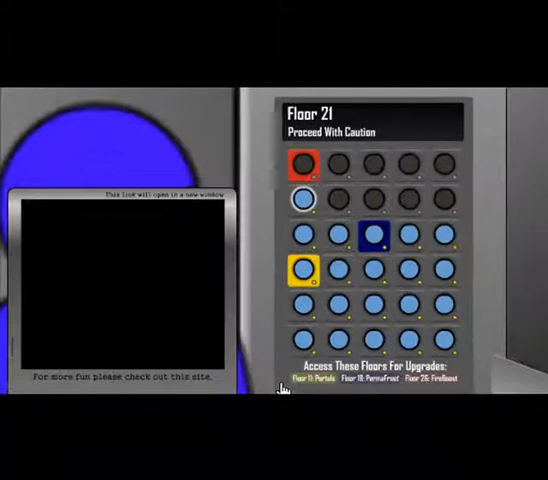 Floor 21
Proceed With Caution
This link will open in a new window
For more fun please check out this site.
Access These Floors For Upgrades:
Floor 11: Portals Floor 18: PermaFrost Floor 26: FireBoost